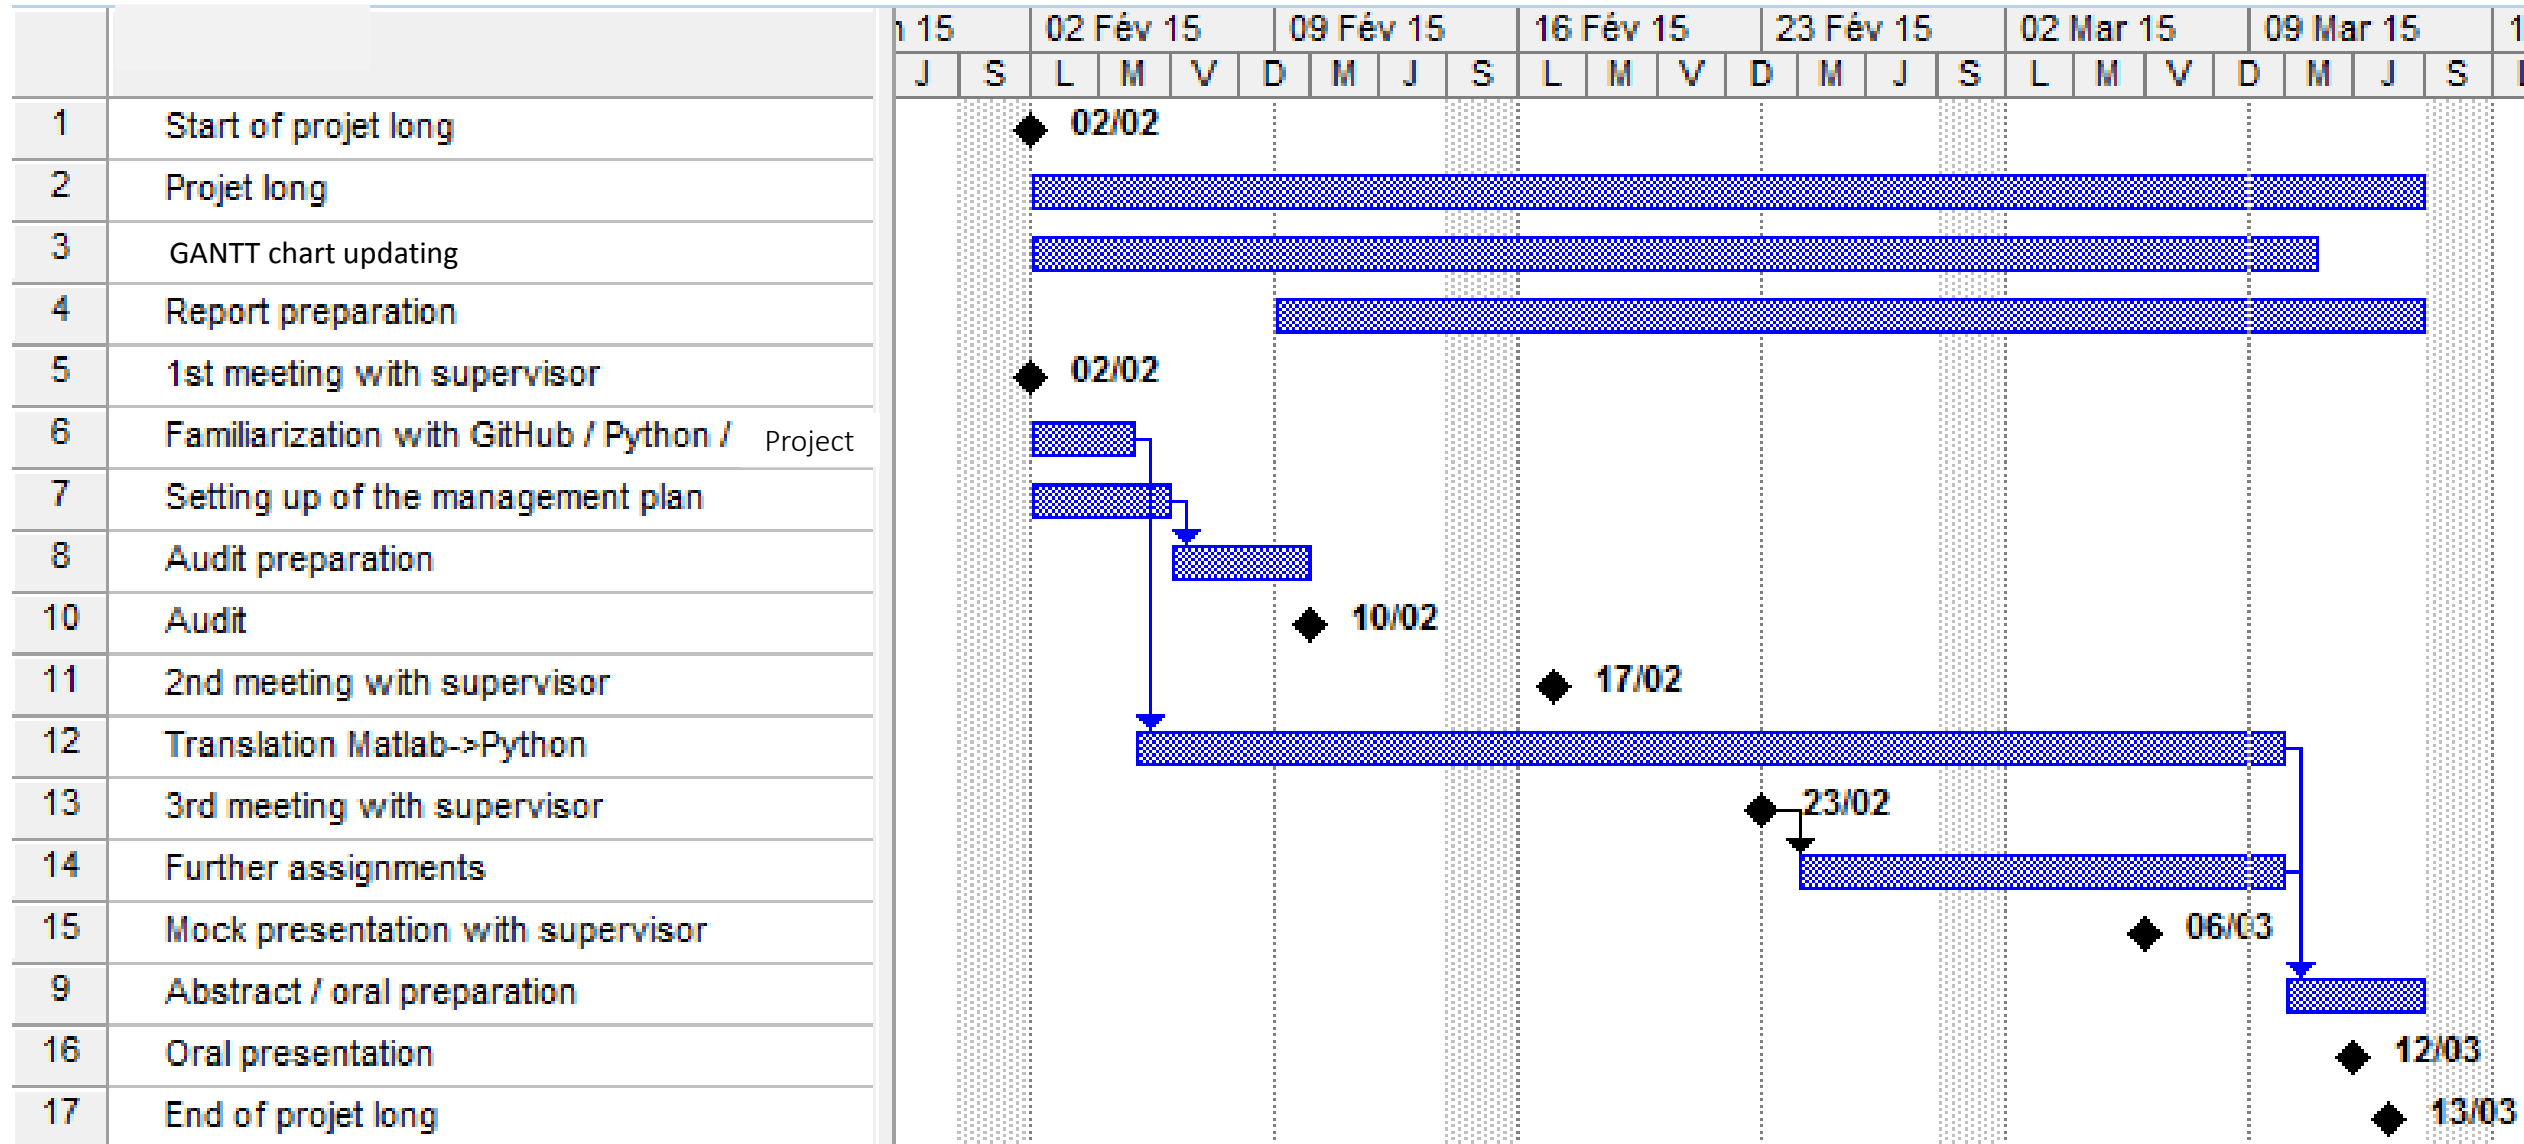 n 15 02 Fév 15 09 Fév 15 16 Fév 15 23 Fév 15 02 Mar 15 09 Mar 15 1
J S L M V D M J S L M V D M J S L M V D M J S L
1 Start of projet long 02/02
2 Projet long
3 GANTT chart updating
4 Report preparation
5 1st meeting with supervisor 02/02
6 Familiarization with GitHub / Python / Project
7 Setting up of the management plan
8 Audit preparation
10 Audit 10/02
11 2nd meeting with supervisor 17/02
12 Translation Matlab->Python
13 3rd meeting with supervisor 23/02
14 Further assignments
15 Mock presentation with supervisor 06/03
9 Abstract / oral preparation
16 Oral presentation 12/03
17 End of projet long 13/03